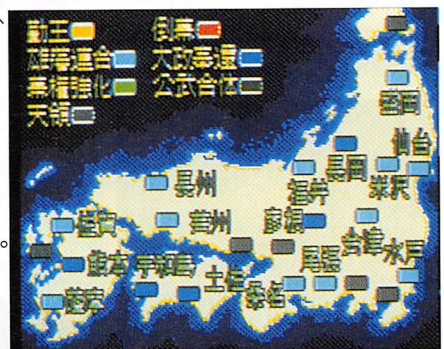 勤王 倒幕
雄藩連合 大政奉還
幕権強化 公武合体
天領
盛岡
仙台
長岡 米沢
福井
長州
芸州 彦根 会津 水戸
佐賀
熊本 宇和島 土佐 桑名 尾張
薩摩